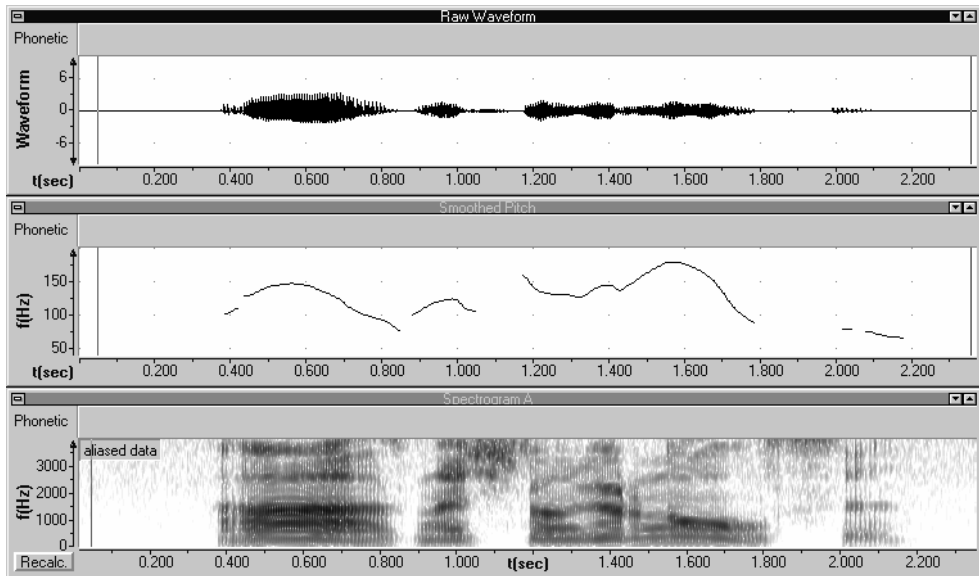 Raw Waveform
Phonetic
Waveform
6
0
-6
t(sec) 0.200 0.400 0.600 0.800 1.000 1.200 1.400 1.600 1.800 2.000 2.200
Smoothed Pitch
Phonetic
f(Hz)
150
100
50
t(sec) 0.200 0.400 0.600 0.800 1.000 1.200 1.400 1.600 1.800 2.000 2.200
Spectrogram A
Phonetic
aliased data
f(Hz)
3000
2000
1000
0
Recalc. 0.200 0.400 0.600 0.800 1.000 t(sec) 1.200 1.400 1.600 1.800 2.000 2.200